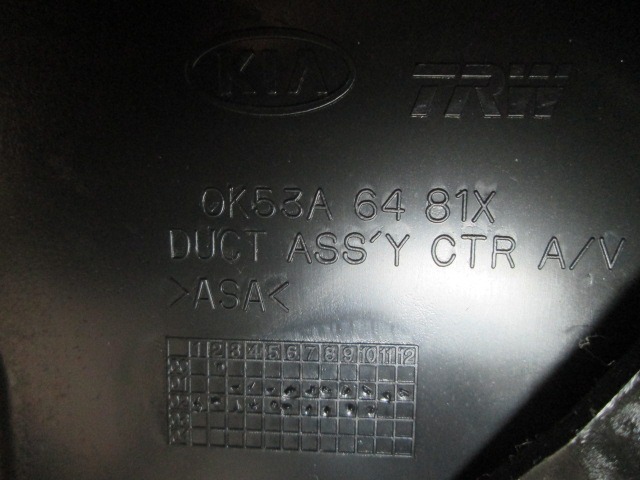 KIA TRW
0K53A 64 81X
DUCT ASS'Y CTR A/V
>ASA<
1 2 3 4 5 6 7 8 9 10 11 12